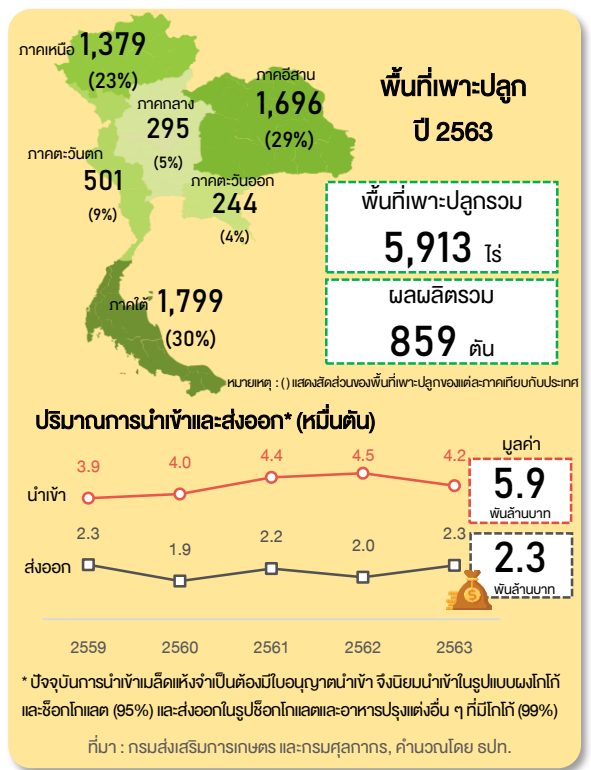 ภาคเหนือ 1,379
(23%)
ภาคอีสาน
1,696
(29%)
ภาคกลาง
295
(5%)
ภาคตะวันตก
501
(9%)
ภาคตะวันออก
244
(4%)
ภาคใต้ 1,799
(30%)
พื้นที่เพาะปลูก
ปี 2563
พื้นที่เพาะปลูกรวม
5,913 ไร่
ผลผลิตรวม
859 ตัน
หมายเหตุ : ( ) แสดงสัดส่วนของพื้นที่เพาะปลูกของแต่ละภาคเทียบกับประเทศ
ปริมาณการนำเข้าและส่งออก* (หมื่นตัน)
นำเข้า
3.9 4.0 4.4 4.5 4.2
มูลค่า
5.9
พันล้านบาท
ส่งออก
2.3 1.9 2.2 2.0 2.3
2.3
พันล้านบาท
2559 2560 2561 2562 2563
* ปัจจุบันการนำเข้าเมล็ดแห้งจำเป็นต้องมีใบอนุญาตนำเข้า จึงนิยมนำเข้าในรูปแบบผงโกโก้
และช็อกโกแลต (95%) และส่งออกในรูปช็อกโกแลตและอาหารปรุงแต่งอื่น ๆ ที่มีโกโก้ (99%)
ที่มา : กรมส่งเสริมการเกษตร และกรมศุลกากร, คำนวณโดย ธปท.